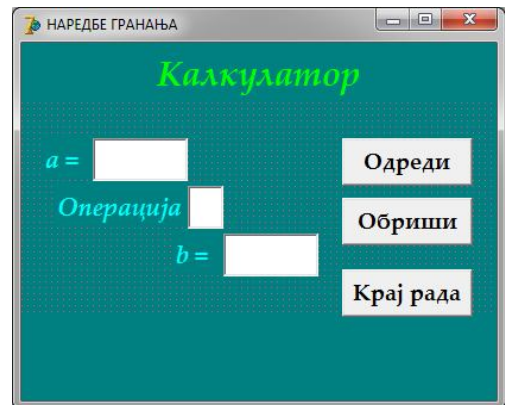 НАРЕДБЕ ГРАНАЊА
Калкулатор
a =
Одреди
Операција
Обриши
b =
Крај рада